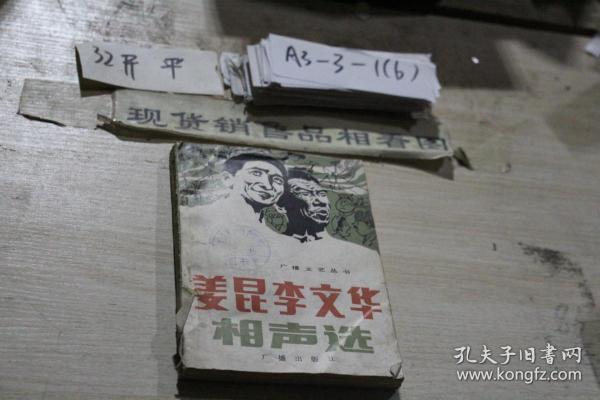 32开 平
A3-3-1(6)
现货销售品相看图
广播文艺丛书
姜昆李文华
相声选
广播出版社
孔夫子旧书网
www.kongfz.com